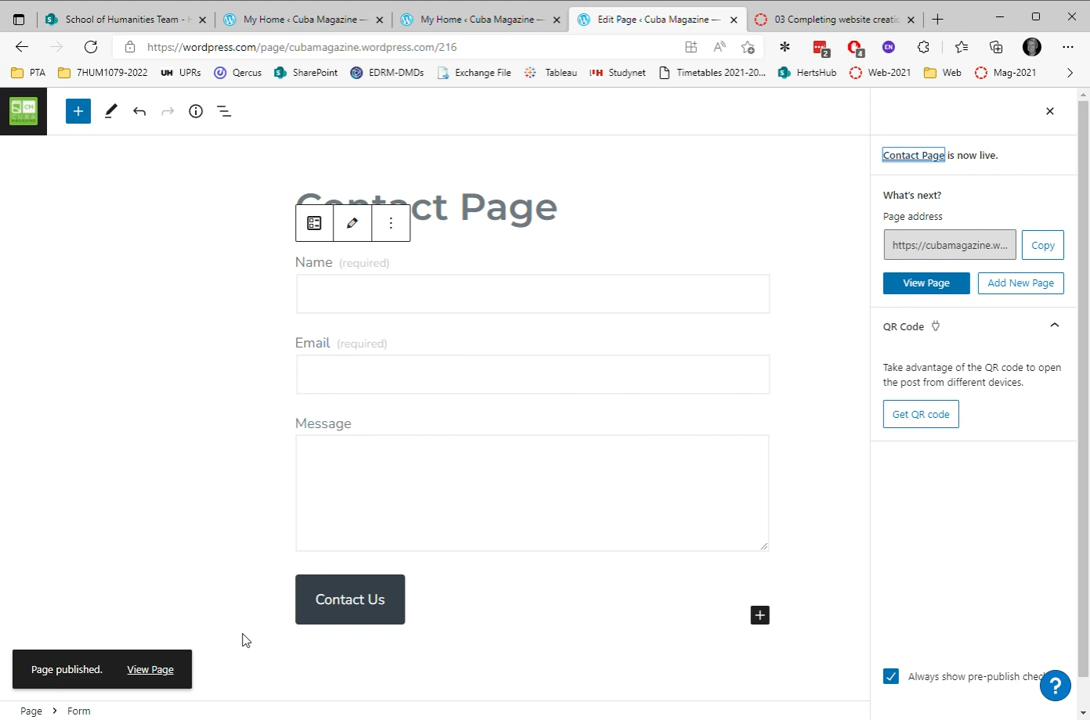 School of Humanities Team - H
My Home ‹ Cuba Magazine —
My Home ‹ Cuba Magazine —
Edit Page ‹ Cuba Magazine —
03 Completing website creatic
https://wordpress.com/page/cubamagazine.wordpress.com/216
2
4
EN
PTA
7HUM1079-2022
UH UPRs
Qercus
SharePoint
EDRM-DMDs
Exchange File
Tableau
Studynet
Timetables 2021-20...
HertsHub
Web-2021
Web
Mag-2021
Contact Page is now live.
What's next?
Page address
https://cubamagazine.w...
Copy
View Page
Add New Page
QR Code
Take advantage of the QR code to open
the post from different devices.
Get QR code
Contact Page
Name (required)
Email (required)
Message
Contact Us
Page published. View Page
Always show pre-publish chec
?
Page > Form